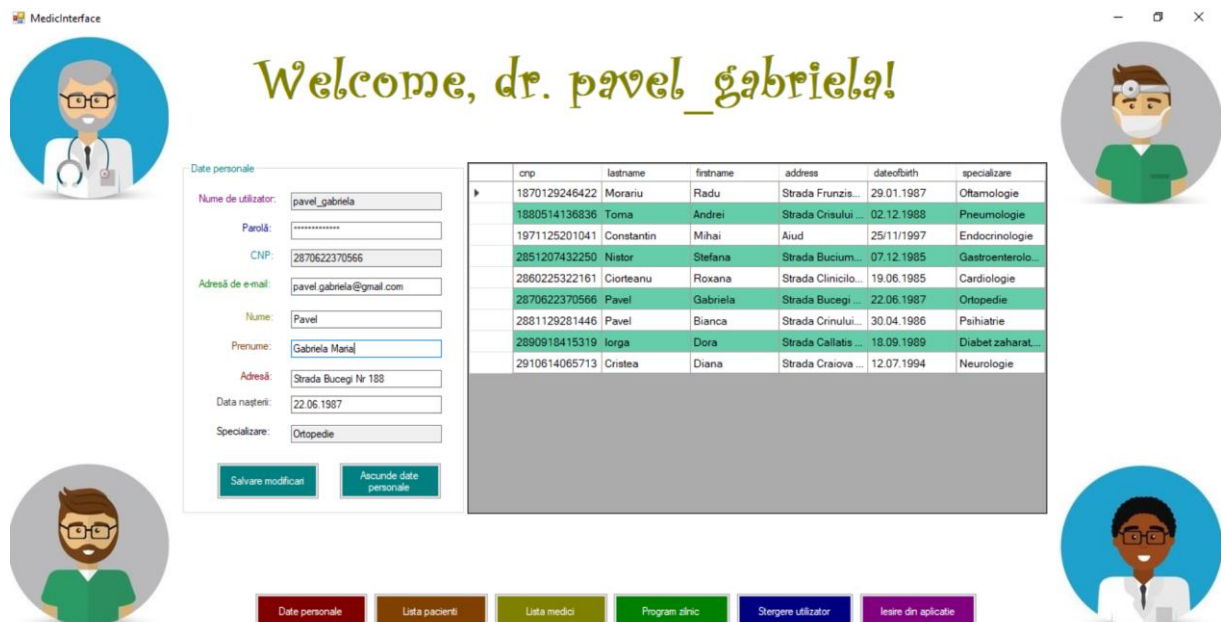 MedicInterface
Welcome, dr. pavel_gabriela!
Date personale
Nume de utilizator: pavel_gabriela
Parolă: *************
CNP: 2870622370566
Adresă de e-mail: pavel.gabriela@gmail.com
Nume: Pavel
Prenume: Gabriela Maria
Adresă: Strada Bucegi Nr 188
Data nașterii: 22.06.1987
Specializare: Ortopedie
Salvare modificari
Ascunde date
personale
cnp lastname firstname address dateofbirth specializare
1870129246422 Morariu Radu Strada Frunzis... 29.01.1987 Oftamologie
1880514136836 Toma Andrei Strada Crisului ... 02.12.1988 Pneumologie
1971125201041 Constantin Mihai Aiud 25/11/1997 Endocrinologie
2851207432250 Nistor Stefana Strada Bucium... 07.12.1985 Gastroenterolo...
2860225322161 Ciorteanu Roxana Strada Clinicilo... 19.06.1985 Cardiologie
2870622370566 Pavel Gabriela Strada Bucegi ... 22.06.1987 Ortopedie
2881129281446 Pavel Bianca Strada Crinului... 30.04.1986 Psihiatrie
2890918415319 Iorga Dora Strada Callatis ... 18.09.1989 Diabet zaharat,...
2910614065713 Cristea Diana Strada Craiova ... 12.07.1994 Neurologie
Date personale
Lista pacienti
Lista medici
Program zilnic
Stergere utilizator
Iesire din aplicatie